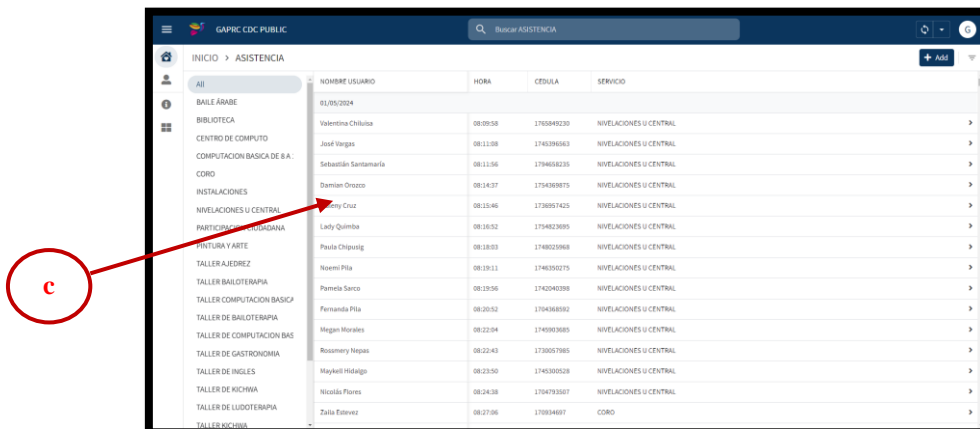 GAPRC CDC PUBLIC
Buscar ASISTENCIA
G
INICIO > ASISTENCIA
+ Add
All
BAILE ÁRABE
BIBLIOTECA
CENTRO DE COMPUTO
COMPUTACION BASICA DE 8 A
CORO
INSTALACIONES
NIVELACIONES U CENTRAL
PARTICIPACION CIUDADANA
PINTURA Y ARTE
TALLER AJEDREZ
TALLER BAILOTERAPIA
TALLER COMPUTACION BASICA
TALLER DE BAILOTERAPIA
TALLER DE COMPUTACION BAS
TALLER DE GASTRONOMIA
TALLER DE INGLES
TALLER DE KICHWA
TALLER DE LUDOTERAPIA
TALLER KICHWA
NOMBRE USUARIO HORA CEDULA SERVICIO
01/05/2024
Valentina Chiluisa 08:09:58 1765849230 NIVELACIONES U CENTRAL
José Vargas 08:11:08 1745396563 NIVELACIONES U CENTRAL
Sebastián Santamaría 08:11:56 1794658235 NIVELACIONES U CENTRAL
Damian Orozco 08:14:37 1754369875 NIVELACIONES U CENTRAL
Cruz 08:15:46 1736957425 NIVELACIONES U CENTRAL
Lady Quimba 08:16:52 1754823695 NIVELACIONES U CENTRAL
Paula Chipusig 08:18:03 1748025968 NIVELACIONES U CENTRAL
Noemi Pila 08:19:11 1746350275 NIVELACIONES U CENTRAL
Pamela Sarco 08:19:56 1742040398 NIVELACIONES U CENTRAL
Fernanda Pila 08:20:52 1704368592 NIVELACIONES U CENTRAL
Megan Morales 08:22:04 1745903685 NIVELACIONES U CENTRAL
Rossmery Nepas 08:22:43 1730057985 NIVELACIONES U CENTRAL
Maykell Hidalgo 08:23:50 1745300528 NIVELACIONES U CENTRAL
Nicolás Flores 08:24:38 1704793507 NIVELACIONES U CENTRAL
Zaila Estevez 08:27:06 170934697 CORO
c